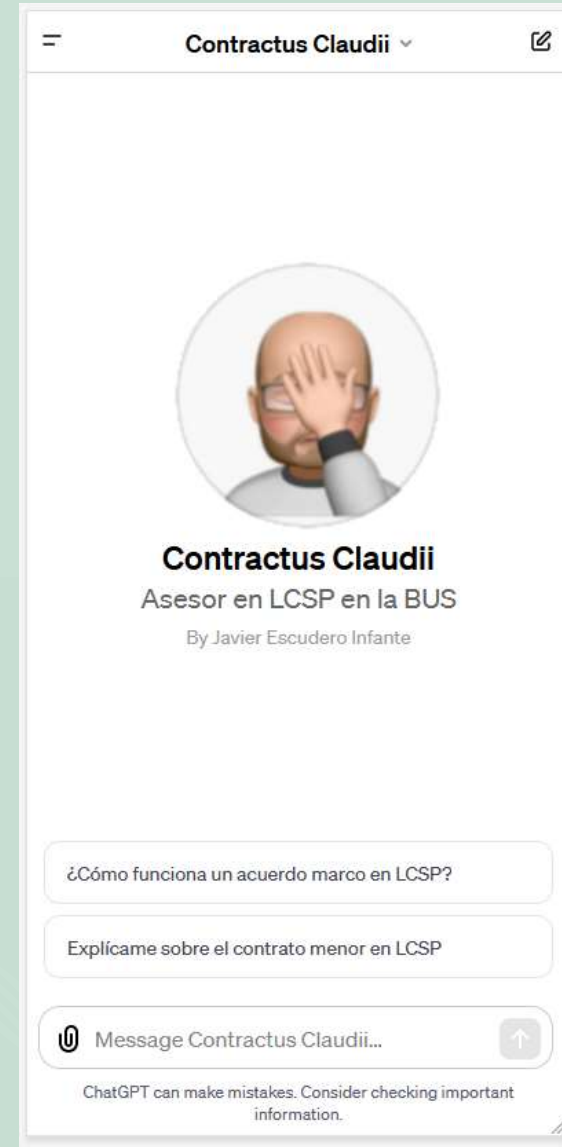 Contractus Claudii
Contractus Claudii
Asesor en LCSP en la BUS
By Javier Escudero Infante
¿Cómo funciona un acuerdo marco en LCSP?
Explícame sobre el contrato menor en LCSP
Message Contractus Claudii...
ChatGPT can make mistakes. Consider checking important
information.